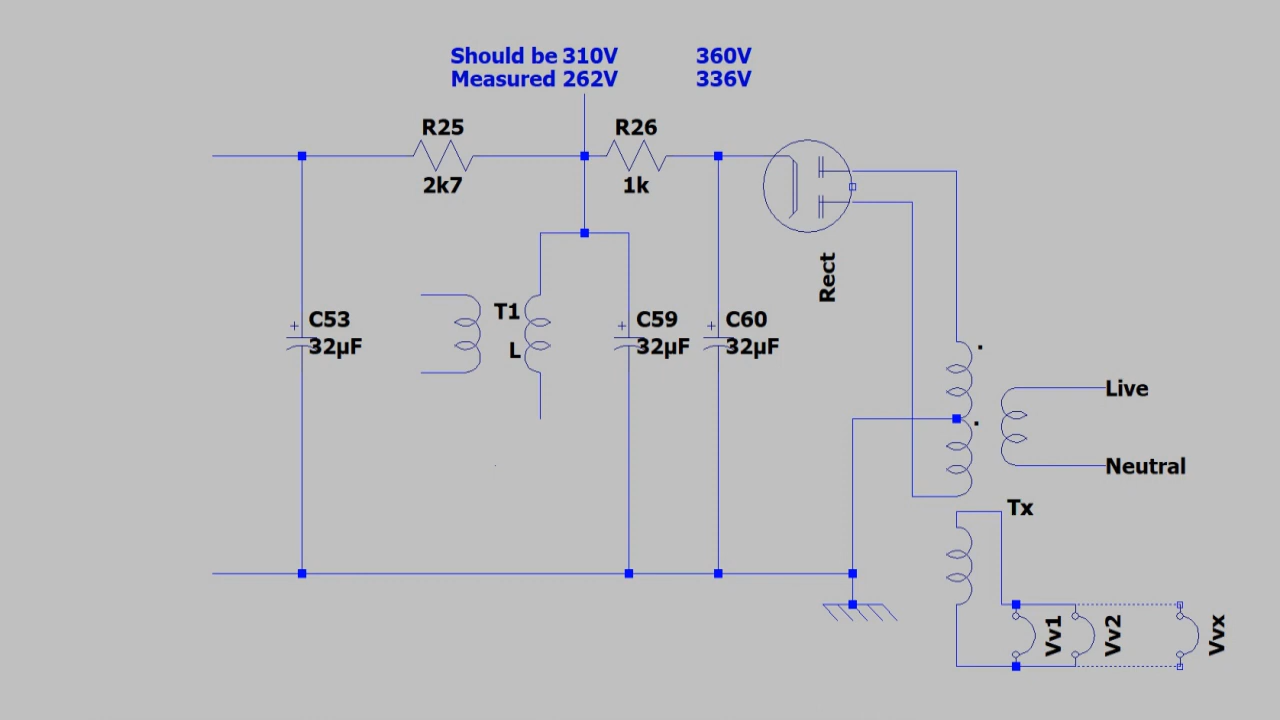 Should be 310V 360V
Measured 262V 336V
R25 R26
2k7 1k
Rect
C53 T1 C59 C60
32µF L 32µF 32µF
Live
Neutral
Tx
Vv1 Vv2 Vvx